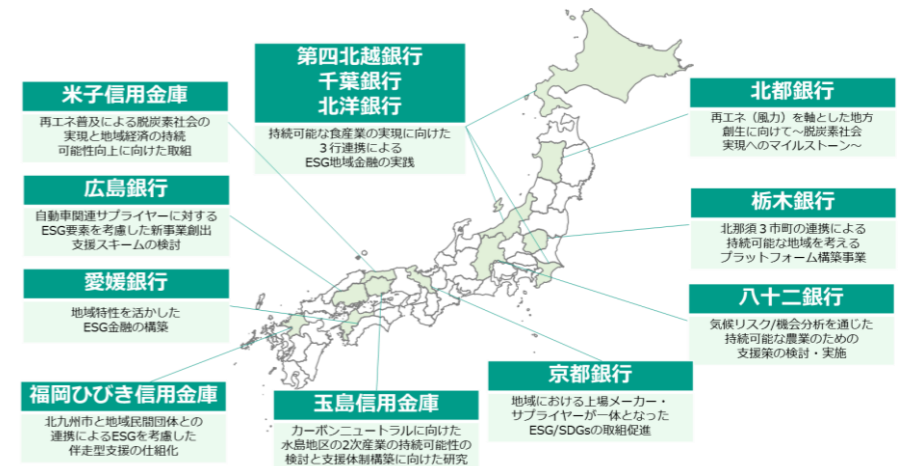 米子信用金庫
再エネ普及による脱炭素社会の
実現と地域経済の持続
可能性向上に向けた取組
第四北越銀行
千葉銀行
北洋銀行
持続可能な食産業の実現に向けた
3行連携による
ESG地域金融の実践
北都銀行
再エネ（風力）を軸とした地方
創生に向けて～脱炭素社会
実現へのマイルストーン～
広島銀行
自動車関連サプライヤーに対する
ESG要素を考慮した新事業創出
支援スキームの検討
栃木銀行
北那須３市町の連携による
持続可能な地域を考える
プラットフォーム構築事業
愛媛銀行
地域特性を活かした
ESG金融の構築
八十二銀行
気候リスク/機会分析を通じた
持続可能な農業のための
支援策の検討・実施
福岡ひびき信用金庫
北九州市と地域民間団体との
連携によるESGを考慮した
伴走型支援の仕組化
玉島信用金庫
カーボンニュートラルに向けた
水島地区の2次産業の持続可能性の
検討と支援体制構築に向けた研究
京都銀行
地域における上場メーカー・
サプライヤーが一体となった
ESG/SDGsの取組促進